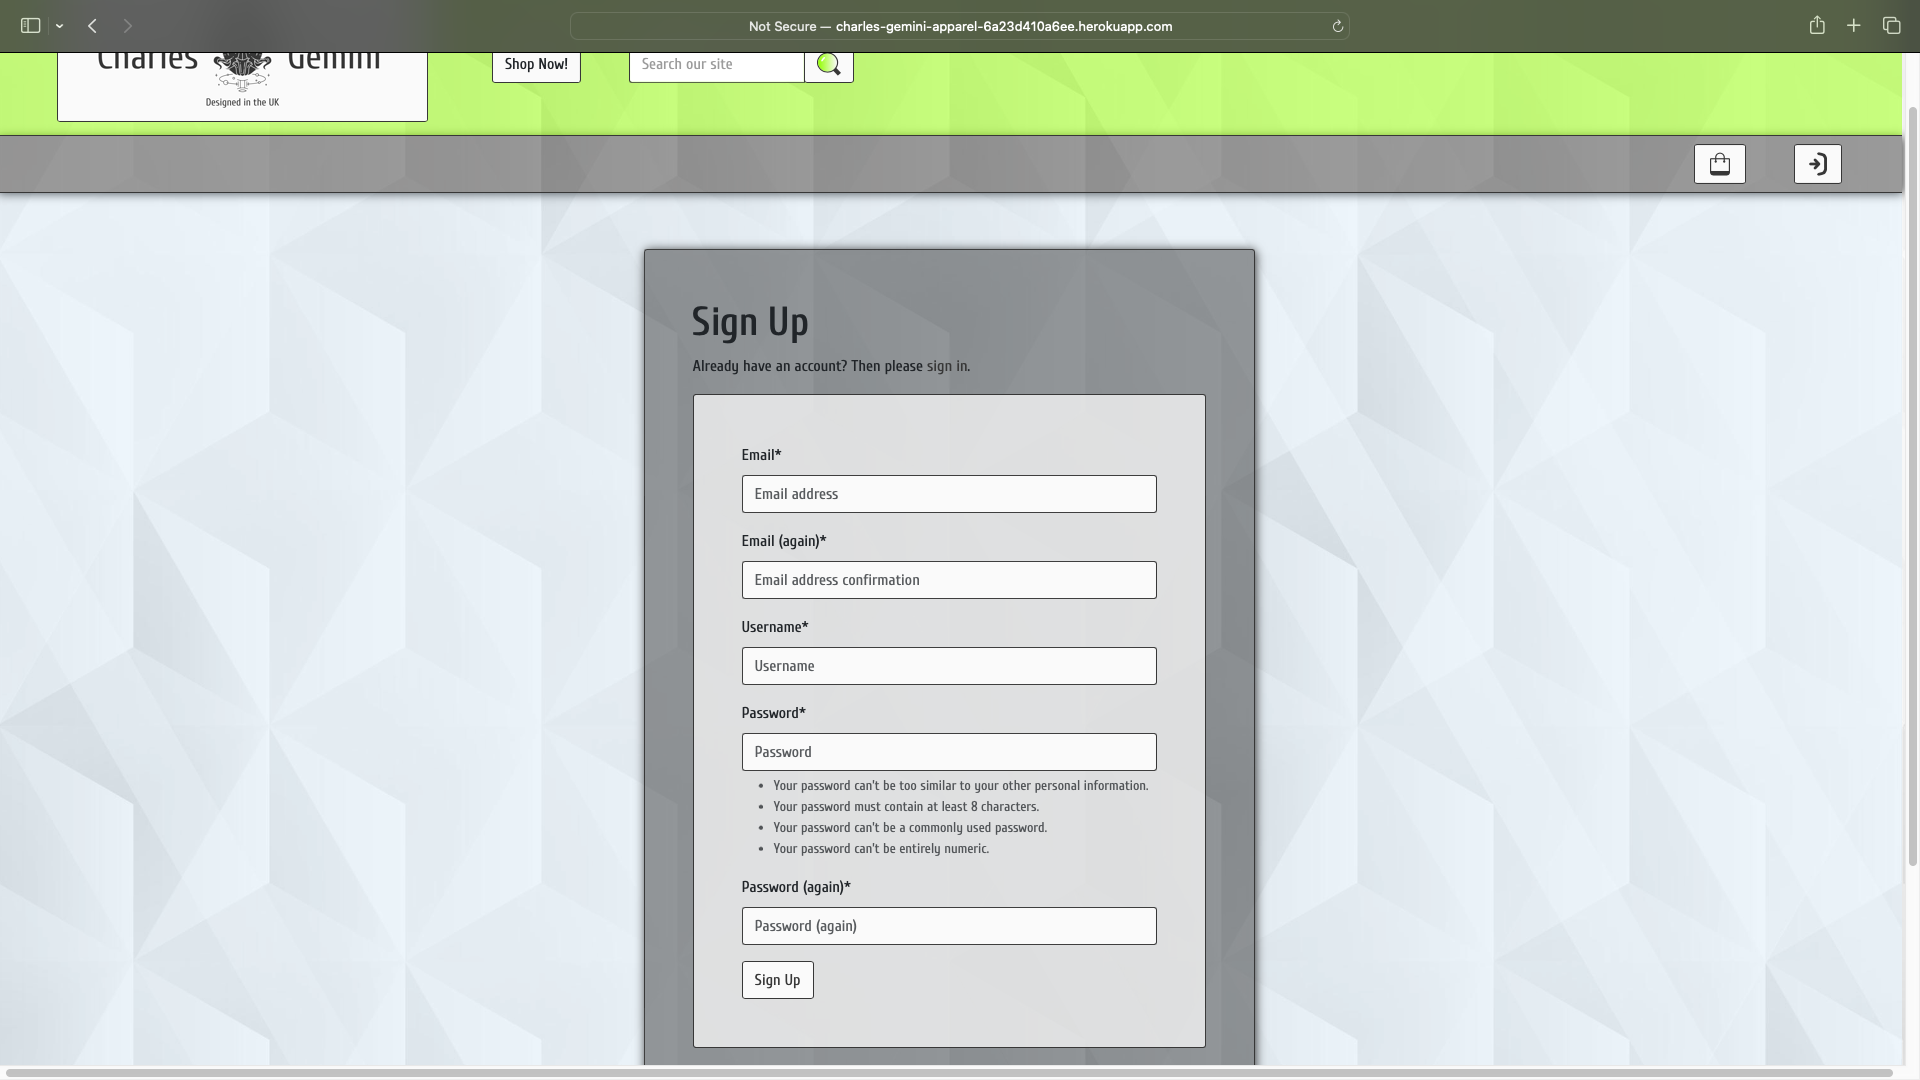 Not Secure — charles-gemini-apparel-6a23d410a6ee.herokuapp.com
Charles Gemini
Designed in the UK
Shop Now!
Search our site
Sign Up
Already have an account? Then please sign in.
Email*
Email address
Email (again)*
Email address confirmation
Username*
Username
Password*
Password
• Your password can't be too similar to your other personal information.
• Your password must contain at least 8 characters.
• Your password can't be a commonly used password.
• Your password can't be entirely numeric.
Password (again)*
Password (again)
Sign Up